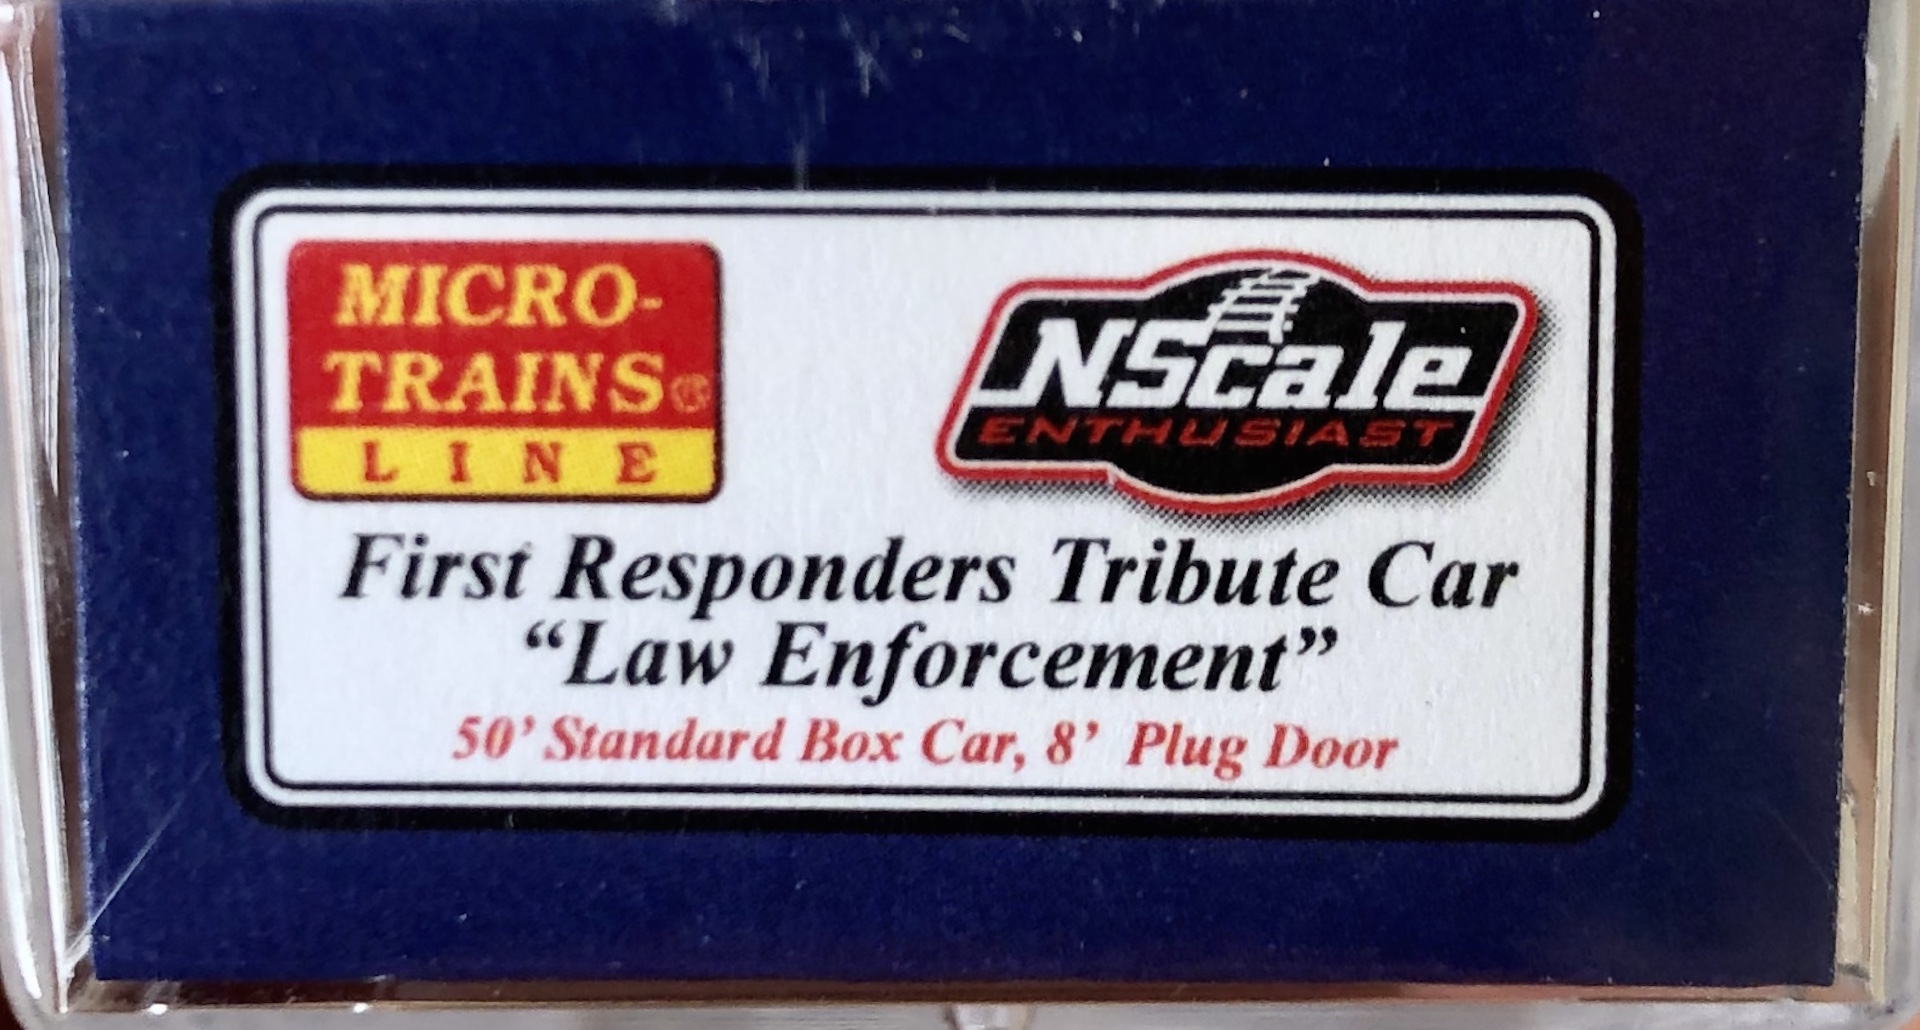 MICRO-
TRAINS®
LINE
NScale
ENTHUSIAST
First Responders Tribute Car
“Law Enforcement”
50’ Standard Box Car, 8’ Plug Door